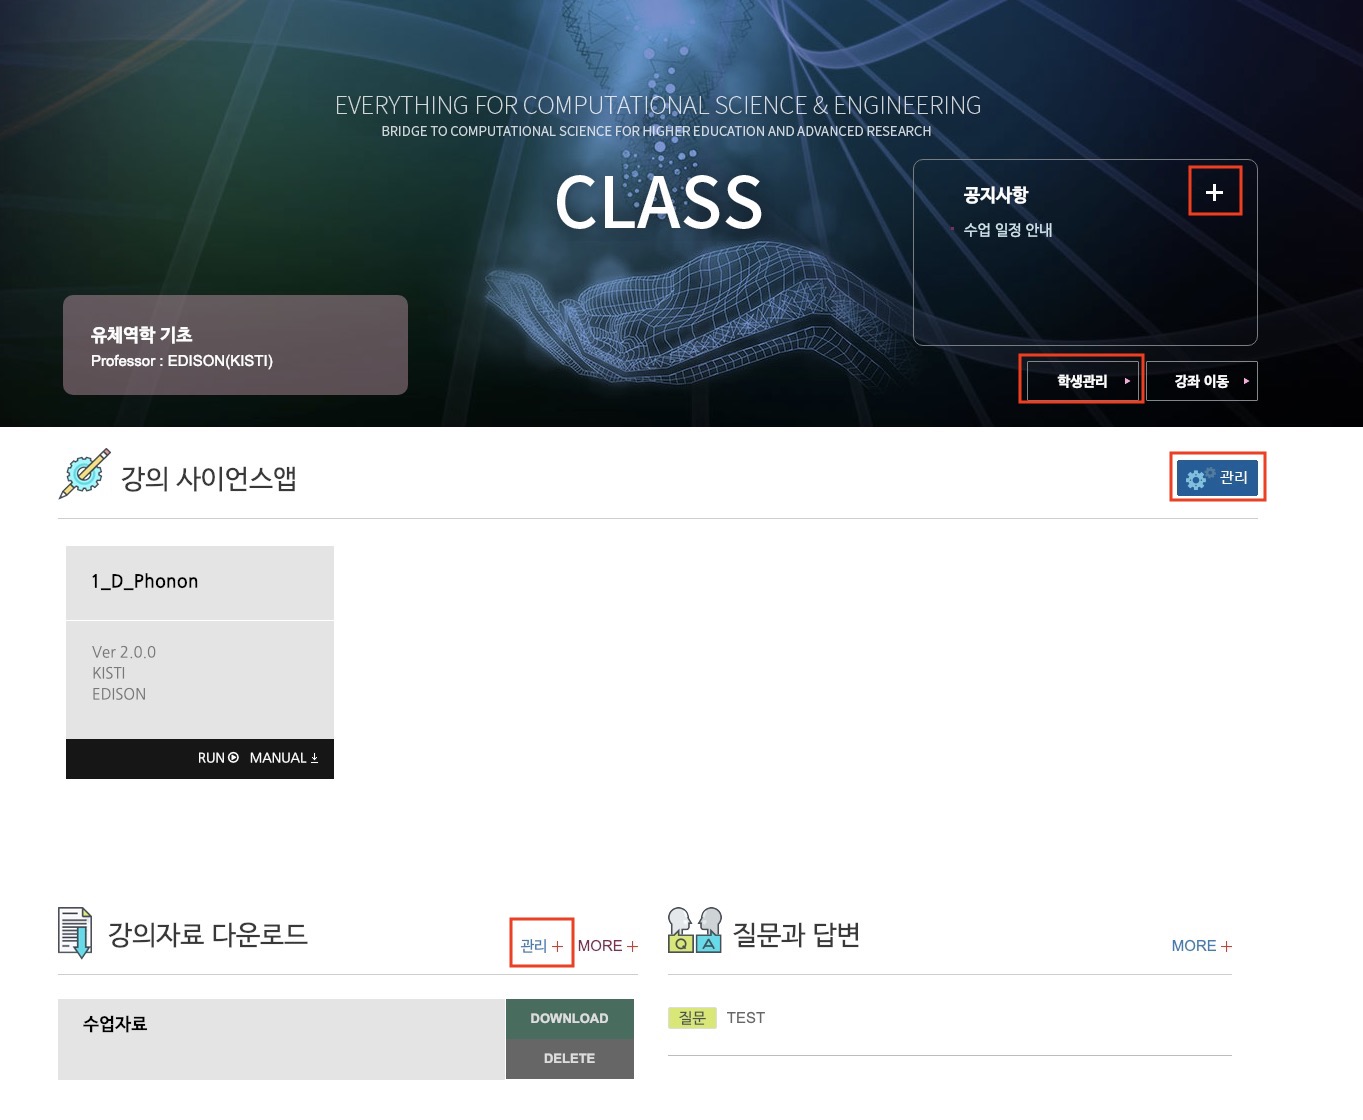 EVERYTHING FOR COMPUTATIONAL SCIENCE & ENGINEERING
BRIDGE TO COMPUTATIONAL SCIENCE FOR HIGHER EDUCATION AND ADVANCED RESEARCH
CLASS
공지사항
수업 일정 안내
유체역학 기초
Professor : EDISON(KISTI)
학생관리
강좌 이동
강의 사이언스앱
관리
1_D_Phonon
Ver 2.0.0
KISTI
EDISON
RUN MANUAL
강의자료 다운로드
관리 + MORE +
수업자료
DOWNLOAD
DELETE
Q A
질문과 답변
MORE +
질문 TEST